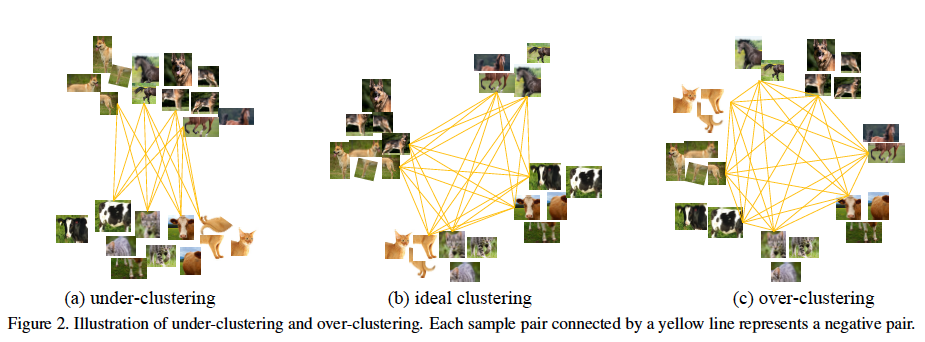 (a) under-clustering
(b) ideal clustering
(c) over-clustering
Figure 2. Illustration of under-clustering and over-clustering. Each sample pair connected by a yellow line represents a negative pair.